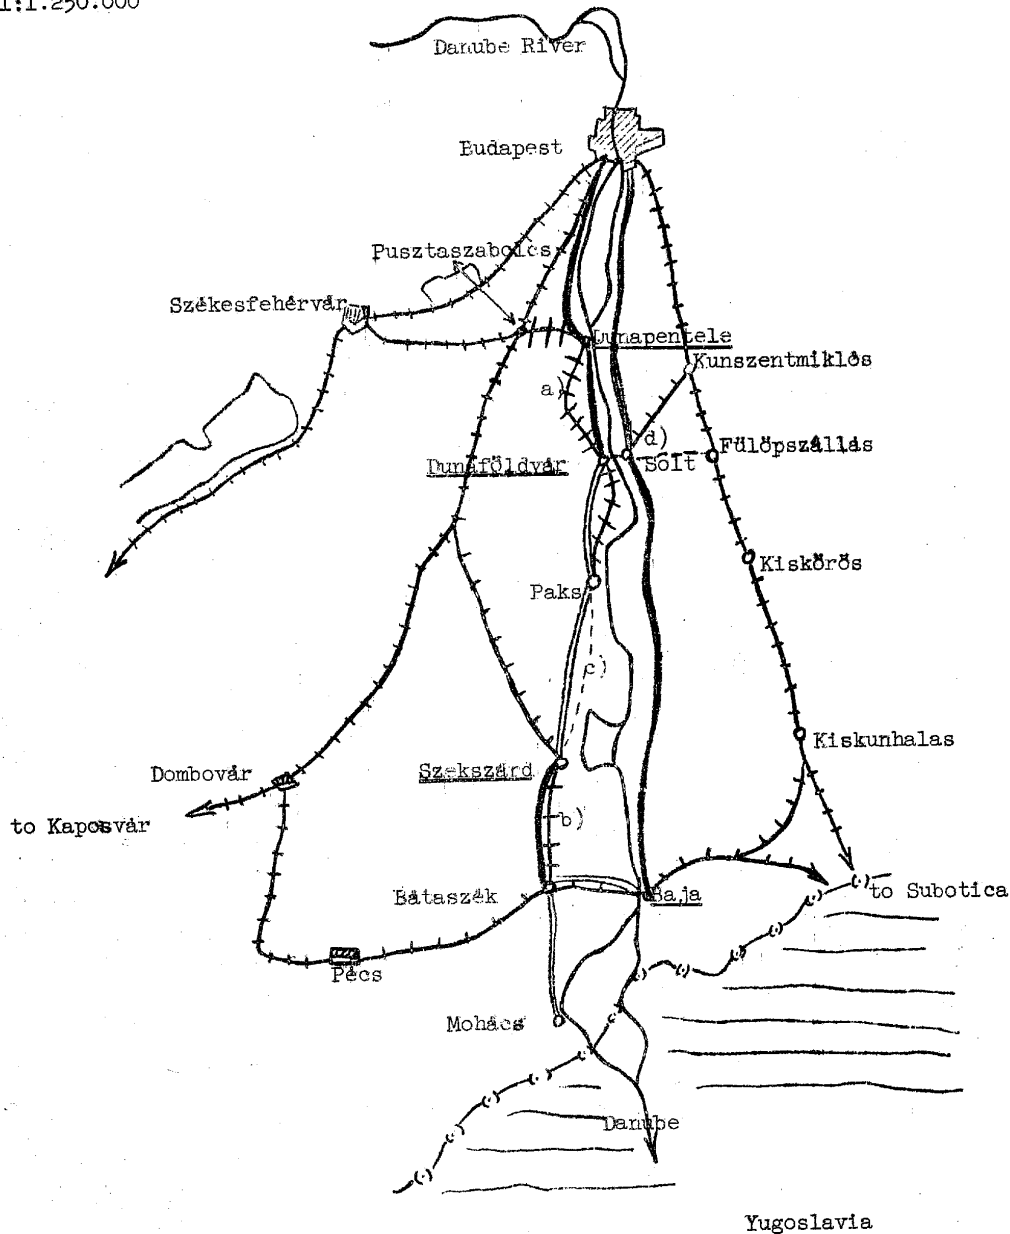 1:1.250.000
Danube River
Budapest
Pusztaszabolcs
Székesfehérvár
Dunapentele
Kunszentmiklós
a)
d)
Fülöpszállás
Solt
Dunaföldvár
Kiskőrös
Paks
c)
Kiskunhalas
Dombovár
Szekszárd
to Kaposvár
b)
Bátaszék
Baja
to Subotica
Pécs
Mohács
Danube
Yugoslavia